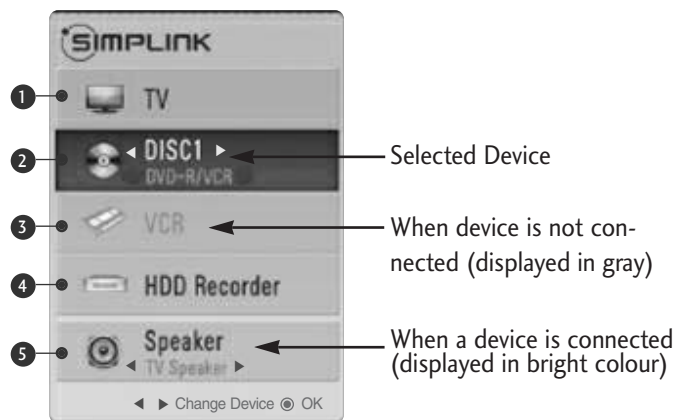 SIMPLINK
1 TV
2 ◀ DISC1 ▶
DVD-R/VCR
Selected Device
3 VCR
When device is not con-
nected (displayed in gray)
4 HDD Recorder
5 Speaker
◀ TV Speaker ▶
When a device is connected
(displayed in bright colour)
◀ ▶ Change Device ◉ OK